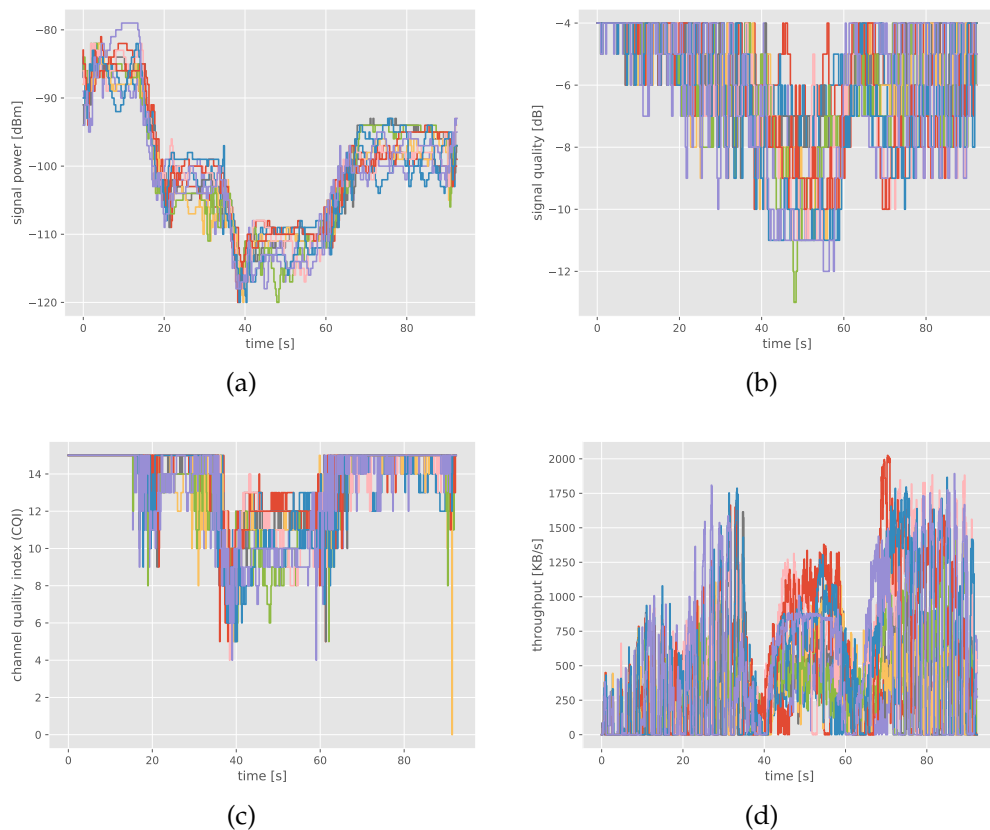 −80
−90
−100
−110
−120
signal power [dBm]
0 20 40 60 80
time [s]
(a)
−4
−6
−8
−10
−12
signal quality [dB]
0 20 40 60 80
time [s]
(b)
14
12
10
8
6
4
2
0
channel quality index (CQI)
0 20 40 60 80
time [s]
(c)
2000
1750
1500
1250
1000
750
500
250
0
throughput [KB/s]
0 20 40 60 80
time [s]
(d)